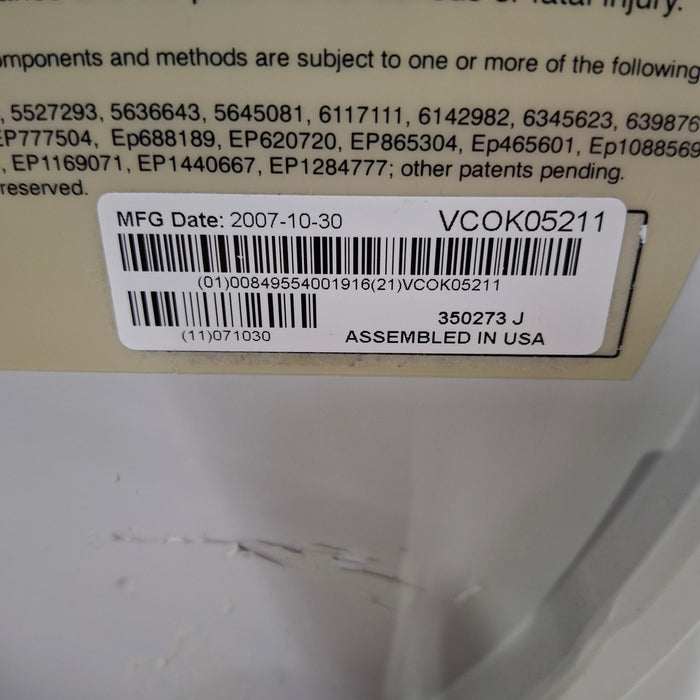 injury.
omponents and methods are subject to one or more of the following
, 5527293, 5636643, 5645081, 6117111, 6142982, 6345623, 639876
EP777504, Ep688189, EP620720, EP865304, Ep465601, Ep1088569
, EP1169071, EP1440667, EP1284777; other patents pending.
reserved.
MFG Date: 2007-10-30 VCOK05211
(01)00849554001916(21)VCOK05211
350273 J
(11)071030 ASSEMBLED IN USA